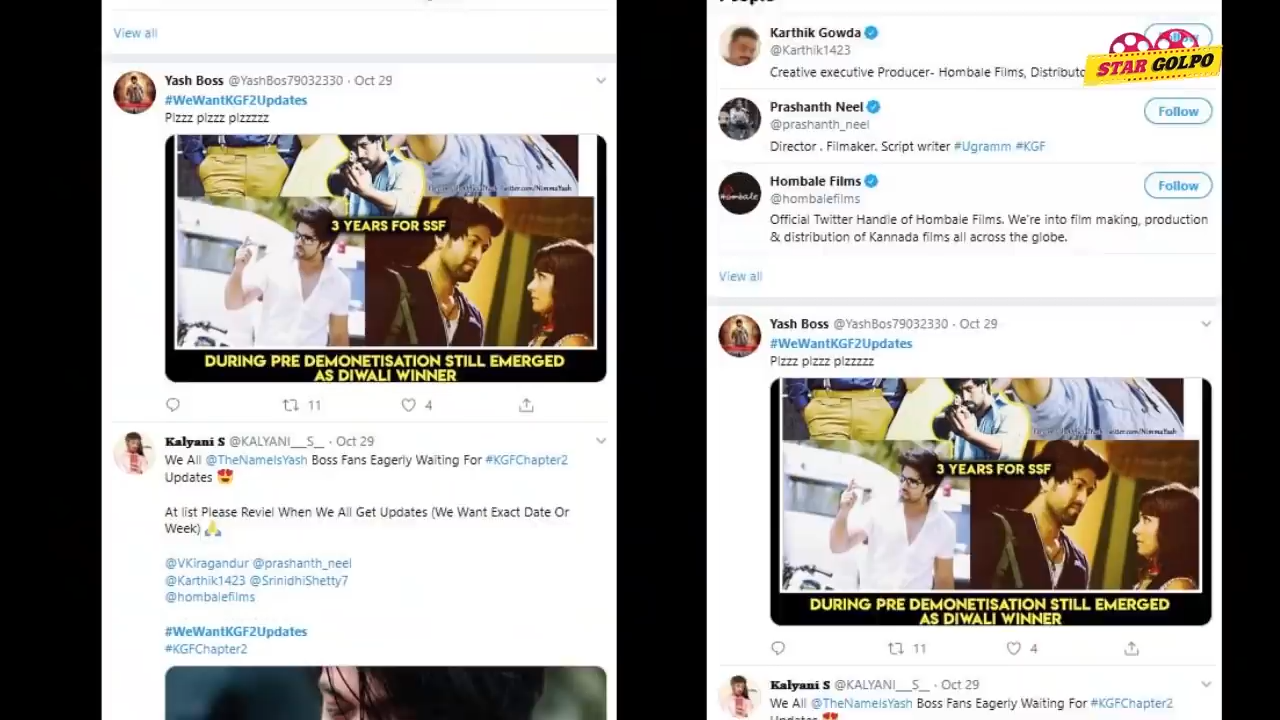 View all
Yash Boss @YashBos79032330 · Oct 29
#WeWantKGF2Updates
Plzzz plzzz plzzzzz
Twitter.com/NimmaYash
3 YEARS FOR SSF
DURING PRE DEMONETISATION STILL EMERGED
AS DIWALI WINNER
11
4
Kalyani S @KALYANI__S_ · Oct 29
We All @TheNameIsYash Boss Fans Eagerly Waiting For #KGFChapter2
Updates 😍
At list Please Reviel When We All Get Updates (We Want Exact Date Or
Week) 🙏
@VKiragandur @prashanth_neel
@Karthik1423 @SrinidhiShetty7
@hombalefilms
#WeWantKGF2Updates
#KGFChapter2
Karthik Gowda
@Karthik1423
Creative executive Producer- Hombale Films,
STAR GOLPO
Prashanth Neel
@prashanth_neel
Follow
Director . Filmaker. Script writer #Ugramm #KGF
Hombale
Hombale Films
@hombalefilms
Follow
Official Twitter Handle of Hombale Films. We're into film making, production
& distribution of Kannada films all across the globe.
View all
Yash Boss @YashBos79032330 · Oct 29
#WeWantKGF2Updates
Plzzz plzzz plzzzzz
Twitter.com/NimmaYash
3 YEARS FOR SSF
DURING PRE DEMONETISATION STILL EMERGED
AS DIWALI WINNER
11
4
Kalyani S @KALYANI__S_ · Oct 29
We All @TheNameIsYash Boss Fans Eagerly Waiting For #KGFChapter2